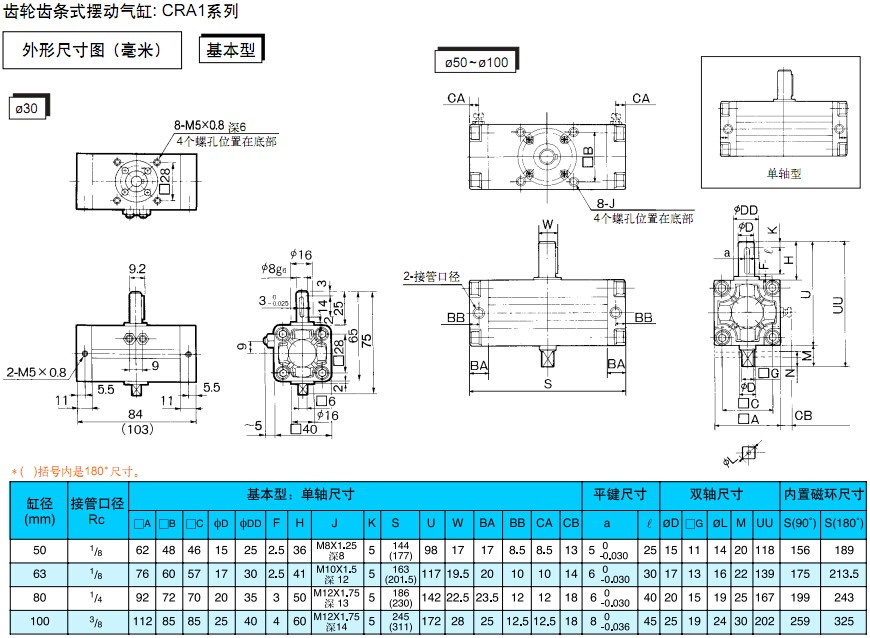 齿轮齿条式摆动气缸: CRA1系列
外形尺寸图（毫米）
基本型
ø50~ø100
ø30
8-M5×0.8 深6
4个螺孔位置在底部
□28
CA
CA
□B
8-J
4个螺孔位置在底部
单轴型
9.2
2-M5×0.8
9
5.5
5.5
11
11
84
(103)
ϕ16
ϕ8g6
3 0 -0.025
3
14
25
2
65
75
□28
9
2
□6
ϕ16
~5
□40
W
2-接管口径
BB
BB
BA
BA
S
ϕDD
ϕD
K
a
ℓ
F
H
U
UU
M
N
□G
ϕD
□C
□A
CB
ϕL
*( )括号内是180°尺寸。
缸径 (mm) 接管口径 Rc 基本型：单轴尺寸 平键尺寸 双轴尺寸 内置磁环尺寸
□A □B □C ϕD ϕDD F H J K S U W BA BB CA CB a ℓ øD □G øL M UU S(90°) S(180°)
50 1/8 62 48 46 15 25 2.5 36 M8X1.25 深8 5 144 (177) 98 17 17 8.5 8.5 13 5 0 -0.030 25 15 11 14 20 118 156 189
63 1/8 76 60 57 17 30 2.5 41 M10X1.5 深 12 5 163 (201.5) 117 19.5 20 10 10 14 6 0 -0.030 30 17 13 16 22 139 175 213.5
80 1/4 92 72 70 20 35 3 50 M12X1.75 深 13 5 186 (230) 142 22.5 23.5 12 12 18 6 0 -0.030 40 20 15 19 25 167 199 243
100 3/8 112 85 85 25 40 4 60 M12X1.75 深14 5 245 (311) 172 28 25 12.5 12.5 18 8 0 -0.036 45 25 19 24 30 202 259 325